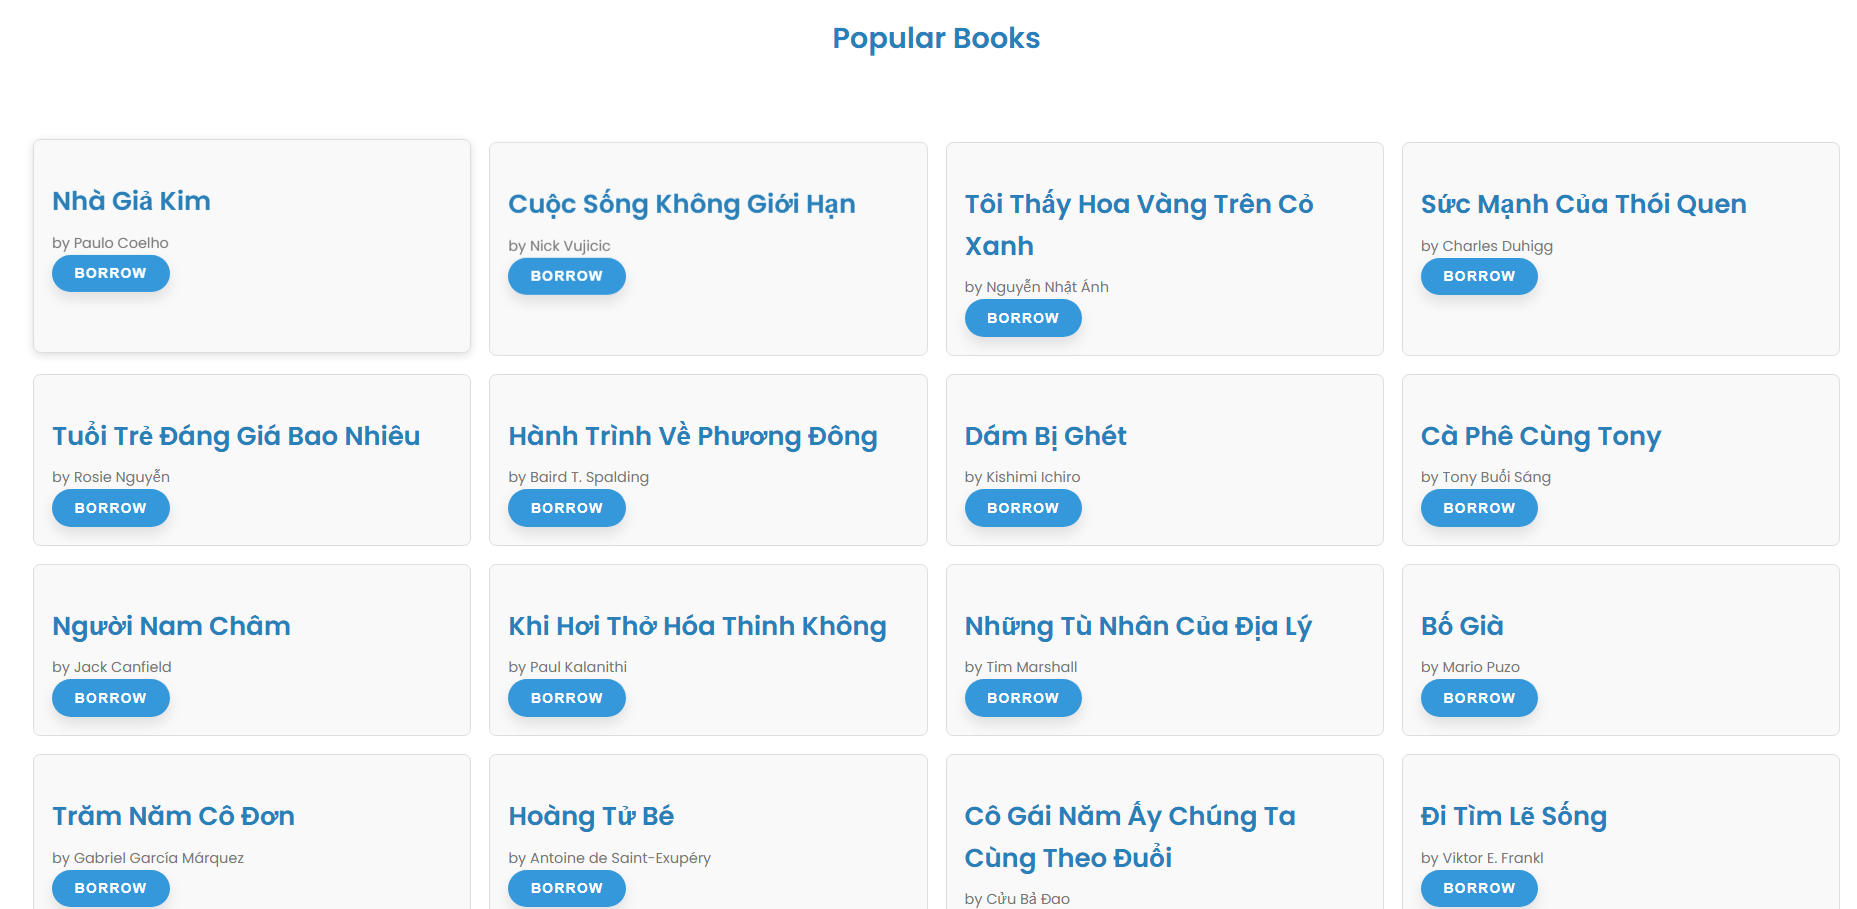 Popular Books
Nhà Giả Kim
by Paulo Coelho
BORROW
Cuộc Sống Không Giới Hạn
by Nick Vujicic
BORROW
Tôi Thấy Hoa Vàng Trên Cỏ
Xanh
by Nguyễn Nhật Ánh
BORROW
Sức Mạnh Của Thói Quen
by Charles Duhigg
BORROW
Tuổi Trẻ Đáng Giá Bao Nhiêu
by Rosie Nguyễn
BORROW
Hành Trình Về Phương Đông
by Baird T. Spalding
BORROW
Dám Bị Ghét
by Kishimi Ichiro
BORROW
Cà Phê Cùng Tony
by Tony Buổi Sáng
BORROW
Người Nam Châm
by Jack Canfield
BORROW
Khi Hơi Thở Hóa Thinh Không
by Paul Kalanithi
BORROW
Những Tù Nhân Của Địa Lý
by Tim Marshall
BORROW
Bố Già
by Mario Puzo
BORROW
Trăm Năm Cô Đơn
by Gabriel García Márquez
BORROW
Hoàng Tử Bé
by Antoine de Saint-Exupéry
BORROW
Cô Gái Năm Ấy Chúng Ta
Cùng Theo Đuổi
by Cửu Bả Đao
Đi Tìm Lẽ Sống
by Viktor E. Frankl
BORROW